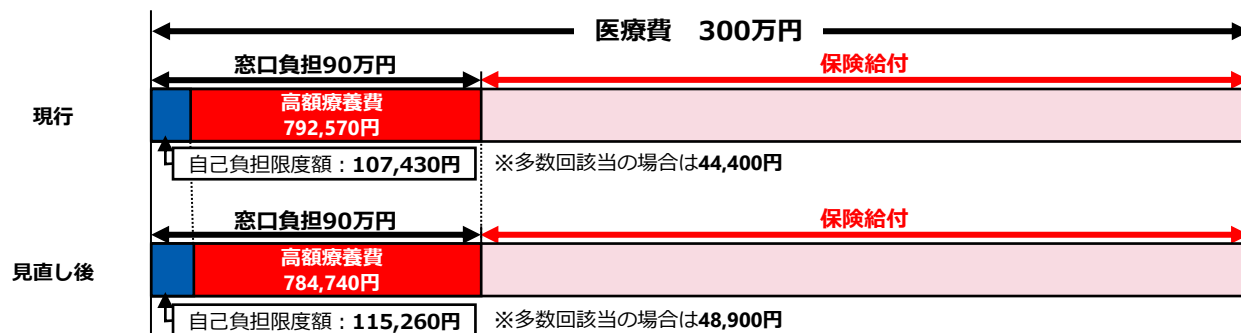 医療費　300万円
窓口負担90万円
保険給付
現行
高額療養費
792,570円
自己負担限度額：107,430円
※多数回該当の場合は44,400円
窓口負担90万円
保険給付
見直し後
高額療養費
784,740円
自己負担限度額：115,260円
※多数回該当の場合は48,900円